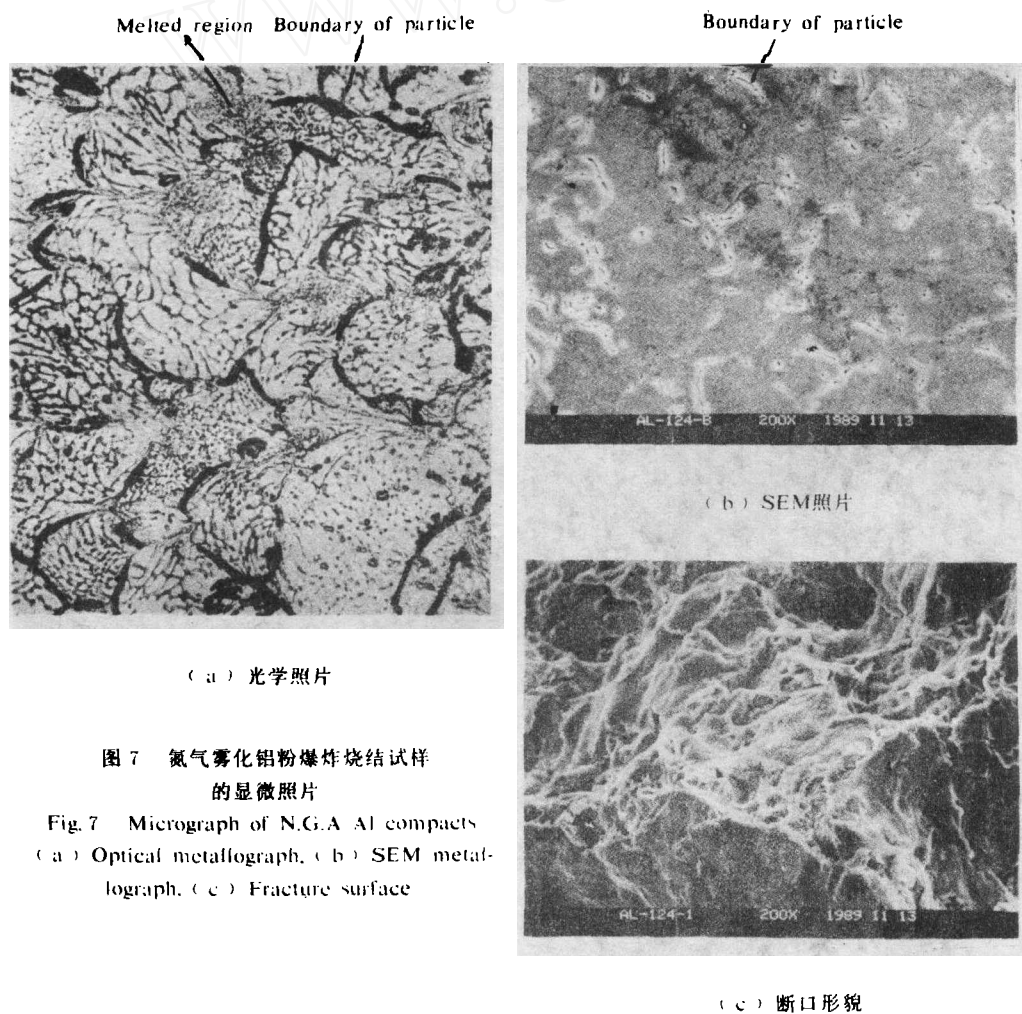 Melted region Boundary of particle
Boundary of particle
AL-124-B 200X 1989 11 13
(b) SEM照片
(a) 光学照片
图 7 氮气雾化铝粉爆炸烧结试样
的显微照片
Fig. 7 Micrograph of N.G.A Al compacts
(a) Optical metallograph, (b) SEM metal-
lograph, (c) Fracture surface
AL-124-1 200X 1989 11 13
(c) 断口形貌